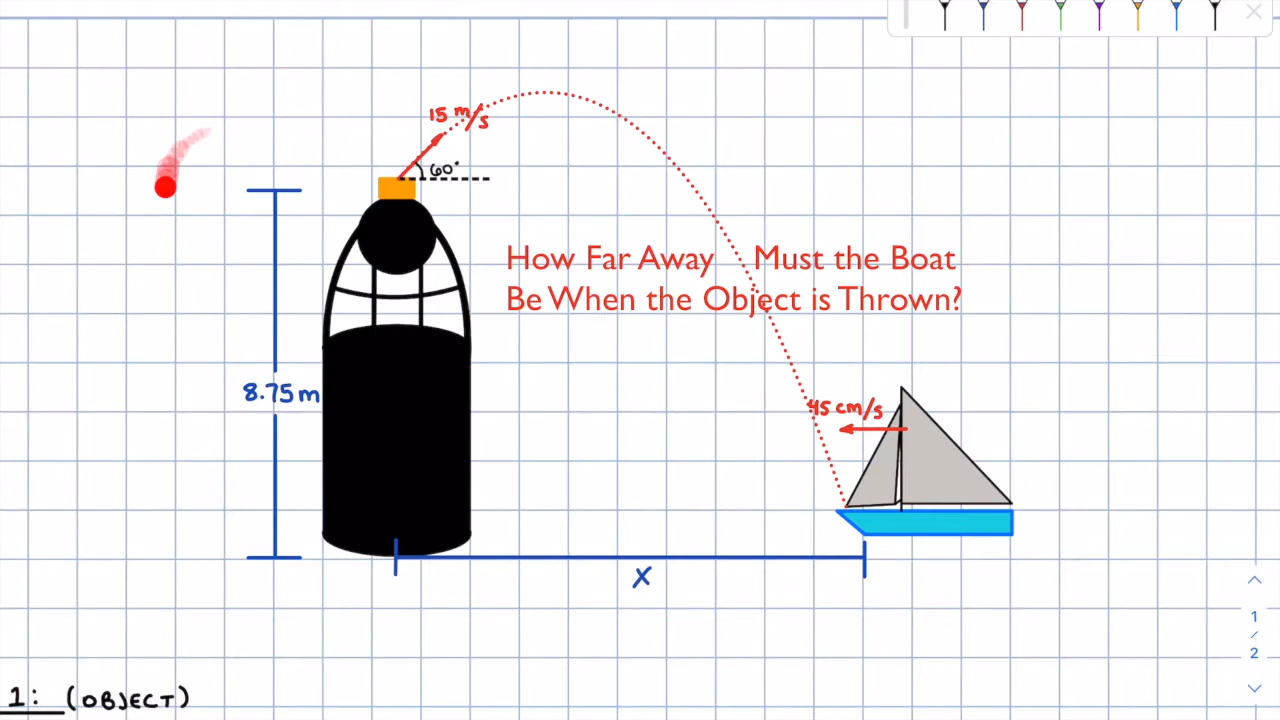 15 m/s
60°
How Far Away Must the Boat
Be When the Object is Thrown?
8.75m
45 cm/s
X
1
/
2
1: (OBJECT)